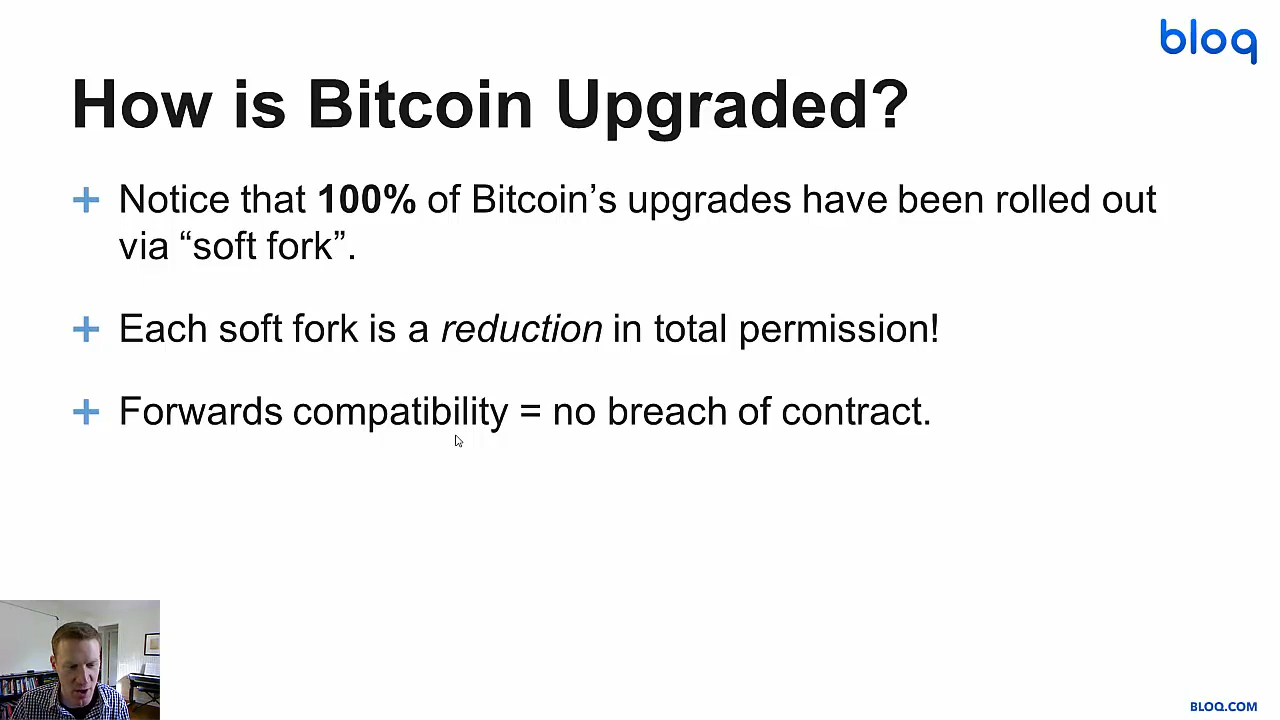 bloq
How is Bitcoin Upgraded?
+ Notice that 100% of Bitcoin’s upgrades have been rolled out
via “soft fork”.
+ Each soft fork is a reduction in total permission!
+ Forwards compatibility = no breach of contract.
BLOQ.COM